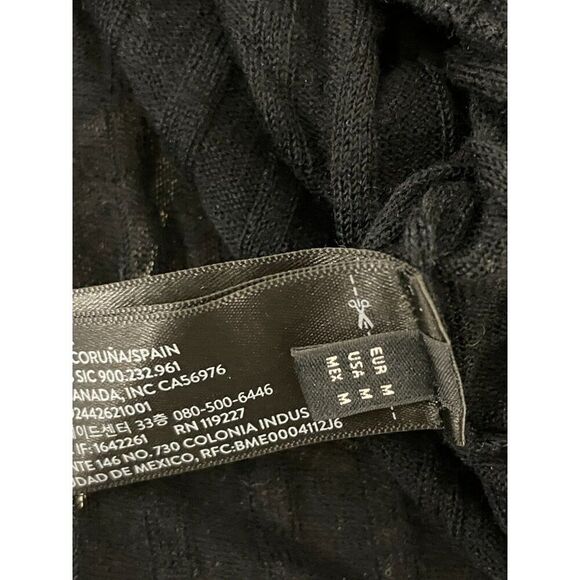 CORUÑA/SPAIN
SIC 900.232.961
ANADA, INC CA56976
92442621001
이드센터 33층 080-500-6446
IF: 1642261 RN 119227
NTE 146 NO. 730 COLONIA INDUS
UDAD DE MEXICO, RFC:BME0004112J6
EUR M
USA M
MEX M